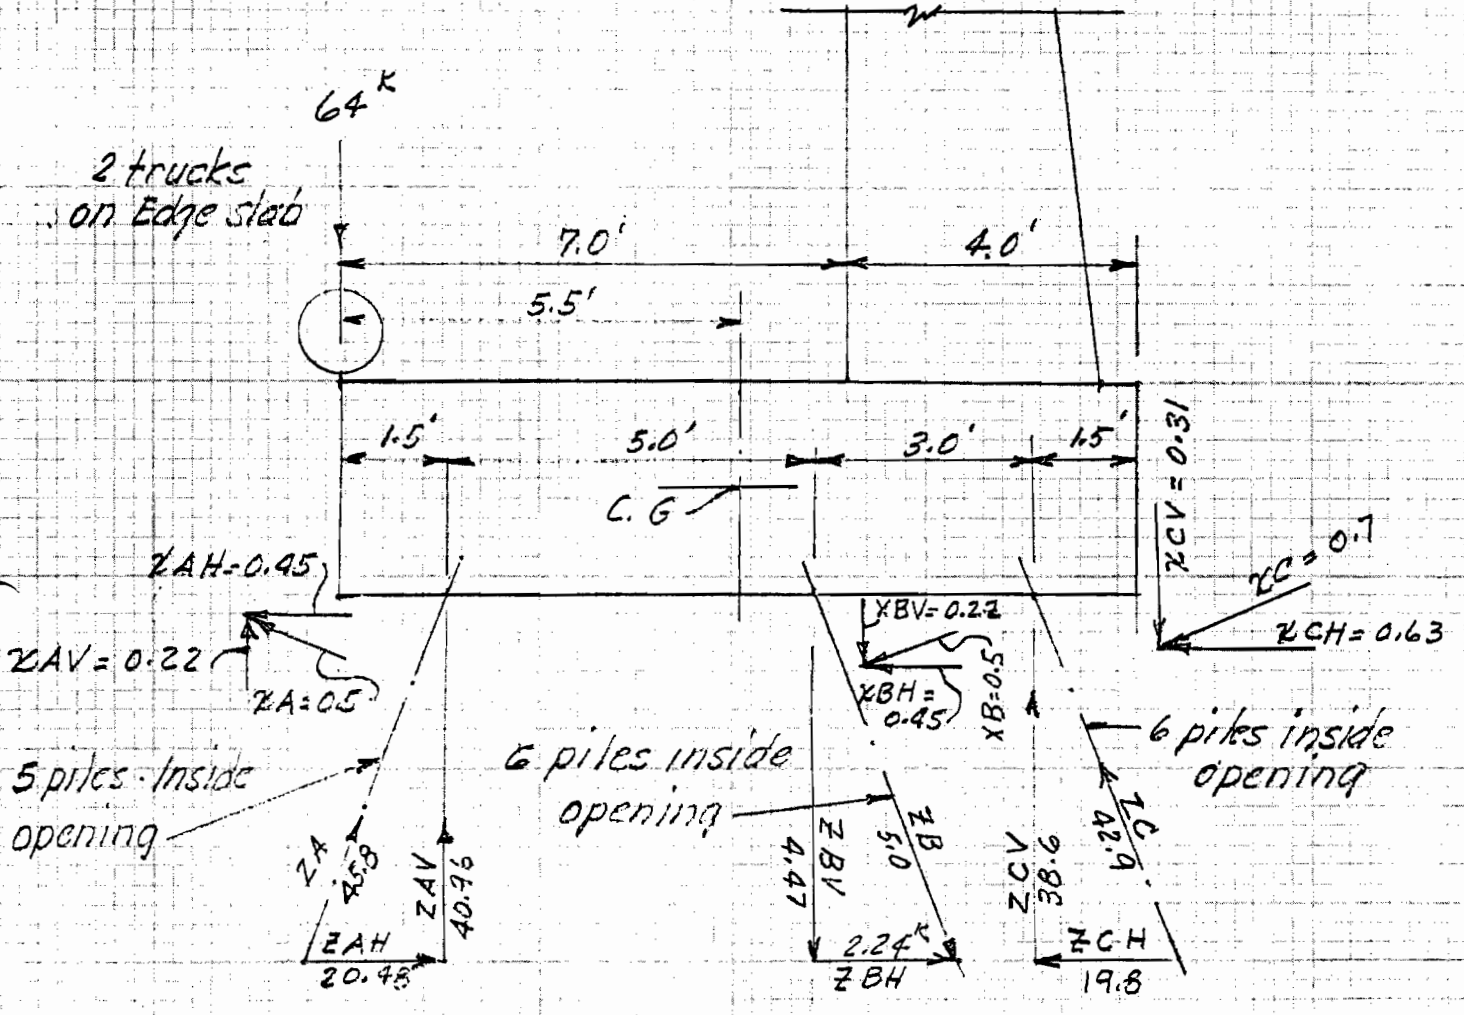 64 K
2 trucks
on Edge slab
7.0'
4.0'
5.5'
1.5'
5.0'
3.0'
1.5'
C.G
XCV = 0.31
XC = 0.7
XCH = 0.63
XAH = 0.45
XAV = 0.22
XA = 0.5
XBV = 0.22
XBH =
0.45
XB = 0.5
5 piles Inside
opening
6 piles inside
opening
6 piles inside
opening
ZA
45.8
ZAV
40.96
ZAH
20.48
ZBV
4.47
ZB
5.0
2.24 K
ZBH
ZCV
38.6
ZC
42.9
ZCH
19.8